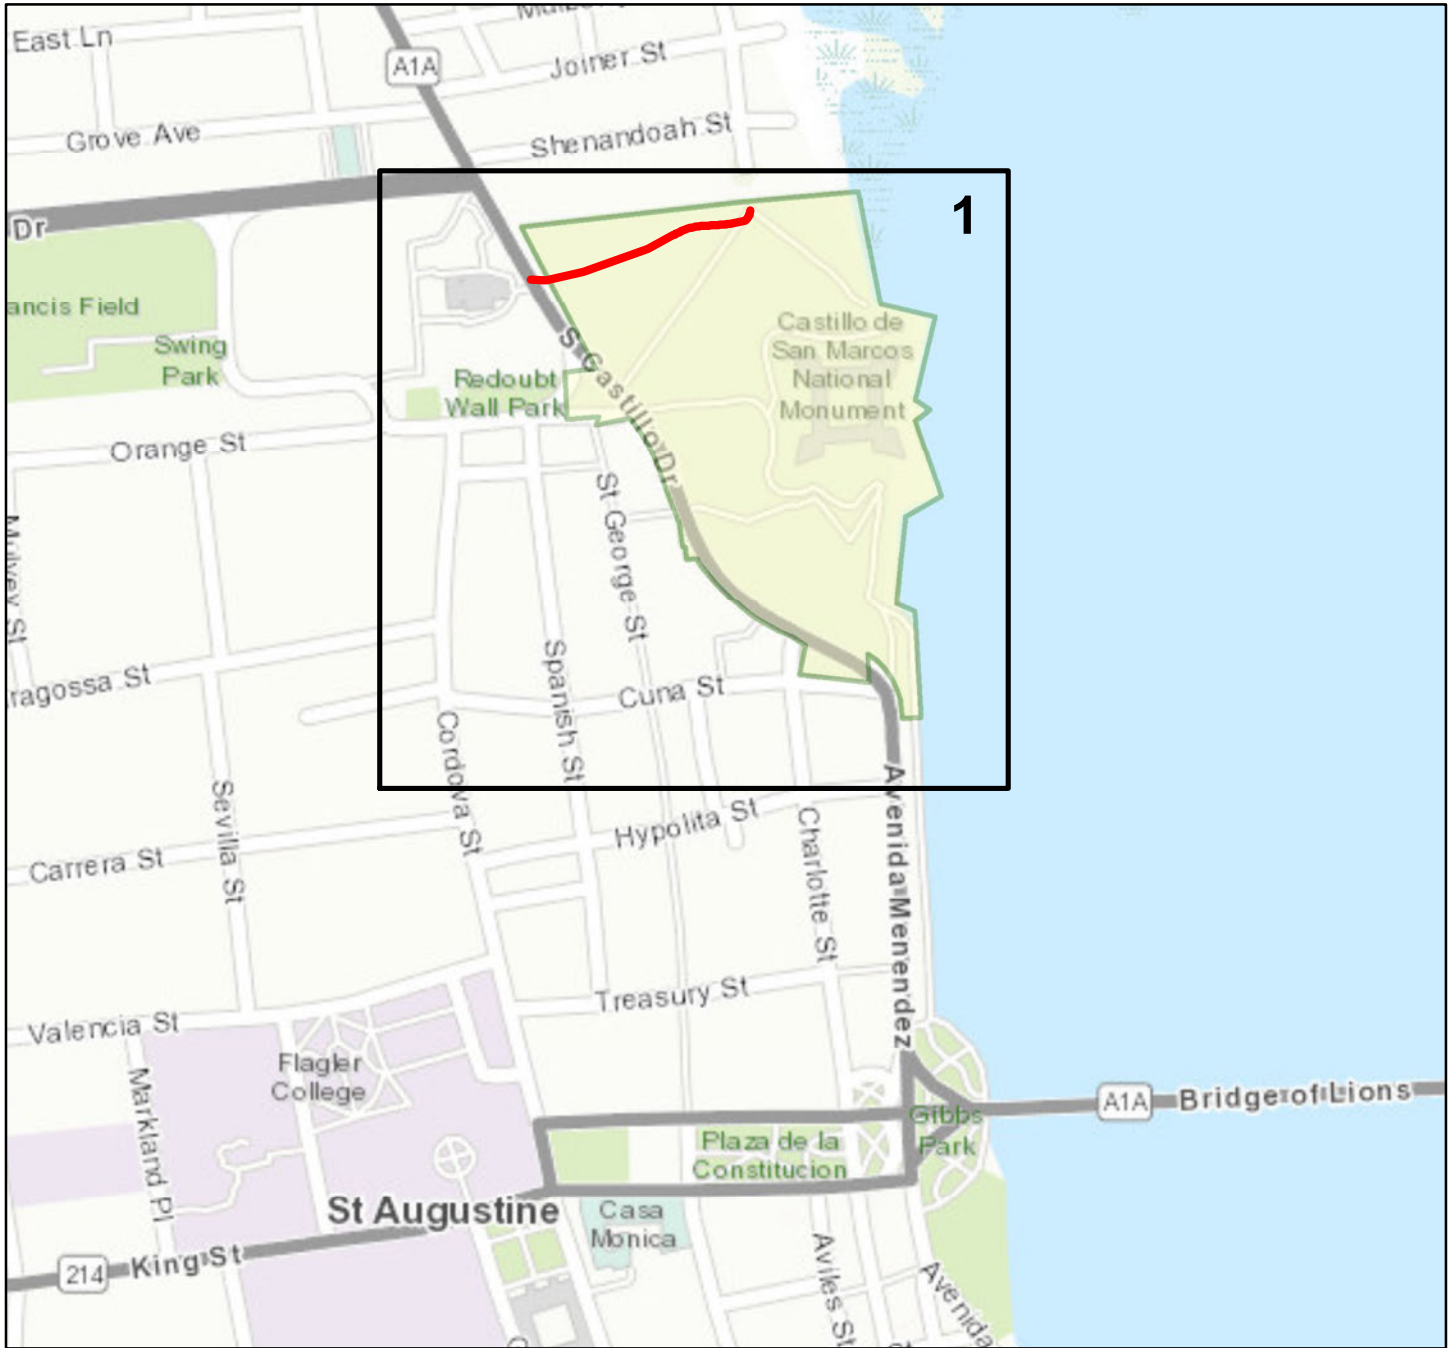 East Ln
A1A
Joiner St
Grove Ave
Shenandoah St
1
Dr
ancis Field
Swing
Park
Redoubt
Wall Park
S Castillo Dr
Castillo de
San Marcos
National
Monument
Orange St
St George St
Spanish St
ragossa St
Cuna St
Cordova St
Sevilla St
Hypolita St
Charlotte St
Avenida Menendez
Carrera St
Treasury St
Valencia St
Flagler
College
Markland Pl
A1A
Bridge of Lions
Gibbs
Park
Plaza de la
Constitucion
St Augustine
Casa
Monica
214
King St
Aviles St
Avenida